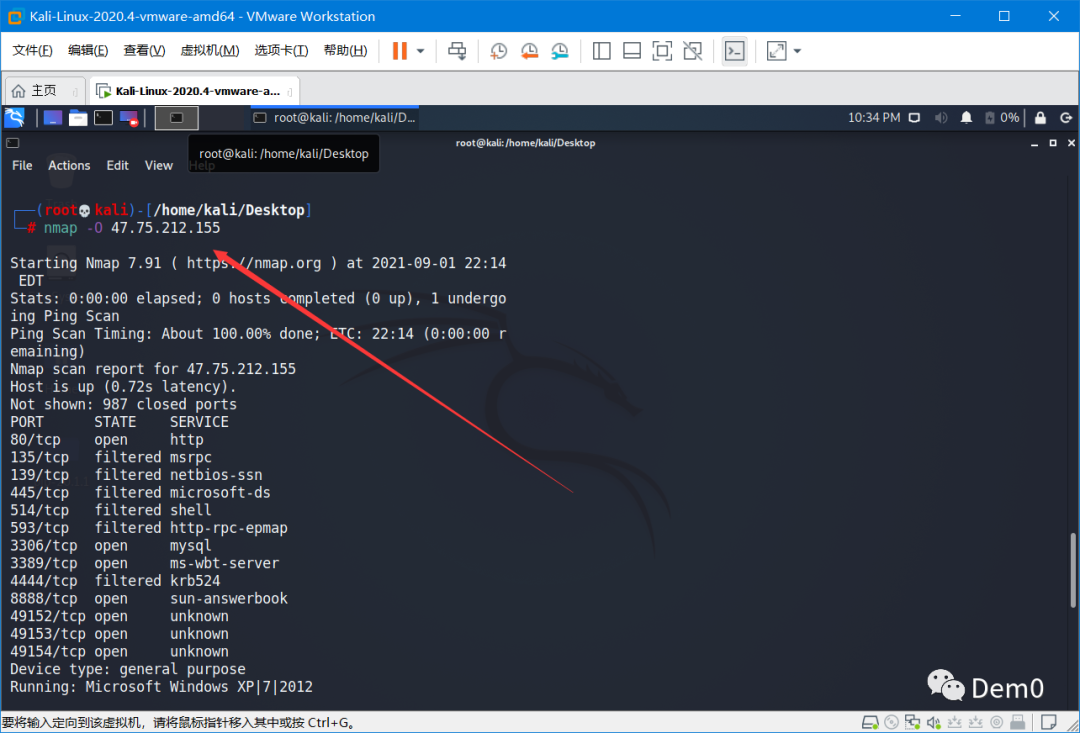 Kali-Linux-2020.4-vmware-amd64 - VMware Workstation
文件(F) 编辑(E) 查看(V) 虚拟机(M) 选项卡(T) 帮助(H)
主页 Kali-Linux-2020.4-vmware-a...
root@kali: /home/kali/D... 10:34 PM 0%
root@kali:/home/kali/Desktop
root@kali: /home/kali/Desktop
File Actions Edit View Help
(root💀kali)-[/home/kali/Desktop]
# nmap -O 47.75.212.155
Starting Nmap 7.91 ( https://nmap.org ) at 2021-09-01 22:14
EDT
Stats: 0:00:00 elapsed; 0 hosts completed (0 up), 1 undergo
ing Ping Scan
Ping Scan Timing: About 100.00% done; ETC: 22:14 (0:00:00 r
emaining)
Nmap scan report for 47.75.212.155
Host is up (0.72s latency).
Not shown: 987 closed ports
PORT STATE SERVICE
80/tcp open http
135/tcp filtered msrpc
139/tcp filtered netbios-ssn
445/tcp filtered microsoft-ds
514/tcp filtered shell
593/tcp filtered http-rpc-epmap
3306/tcp open mysql
3389/tcp open ms-wbt-server
4444/tcp filtered krb524
8888/tcp open sun-answerbook
49152/tcp open unknown
49153/tcp open unknown
49154/tcp open unknown
Device type: general purpose
Running: Microsoft Windows XP|7|2012
Dem0
要将输入定向到该虚拟机，请将鼠标指针移入其中或按 Ctrl+G。